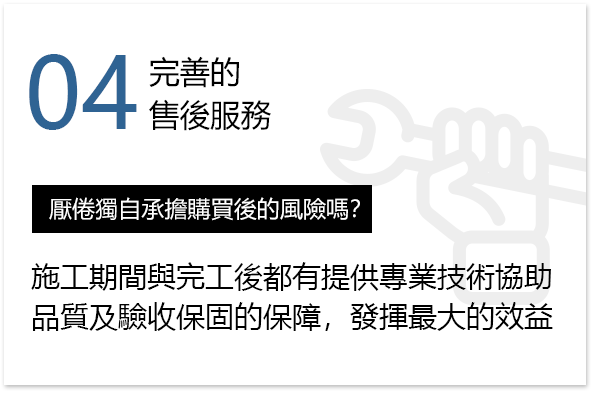 04
完善的
售後服務
厭倦獨自承擔購買後的風險嗎?
施工期間與完工後都有提供專業技術協助
品質及驗收保固的保障，發揮最大的效益